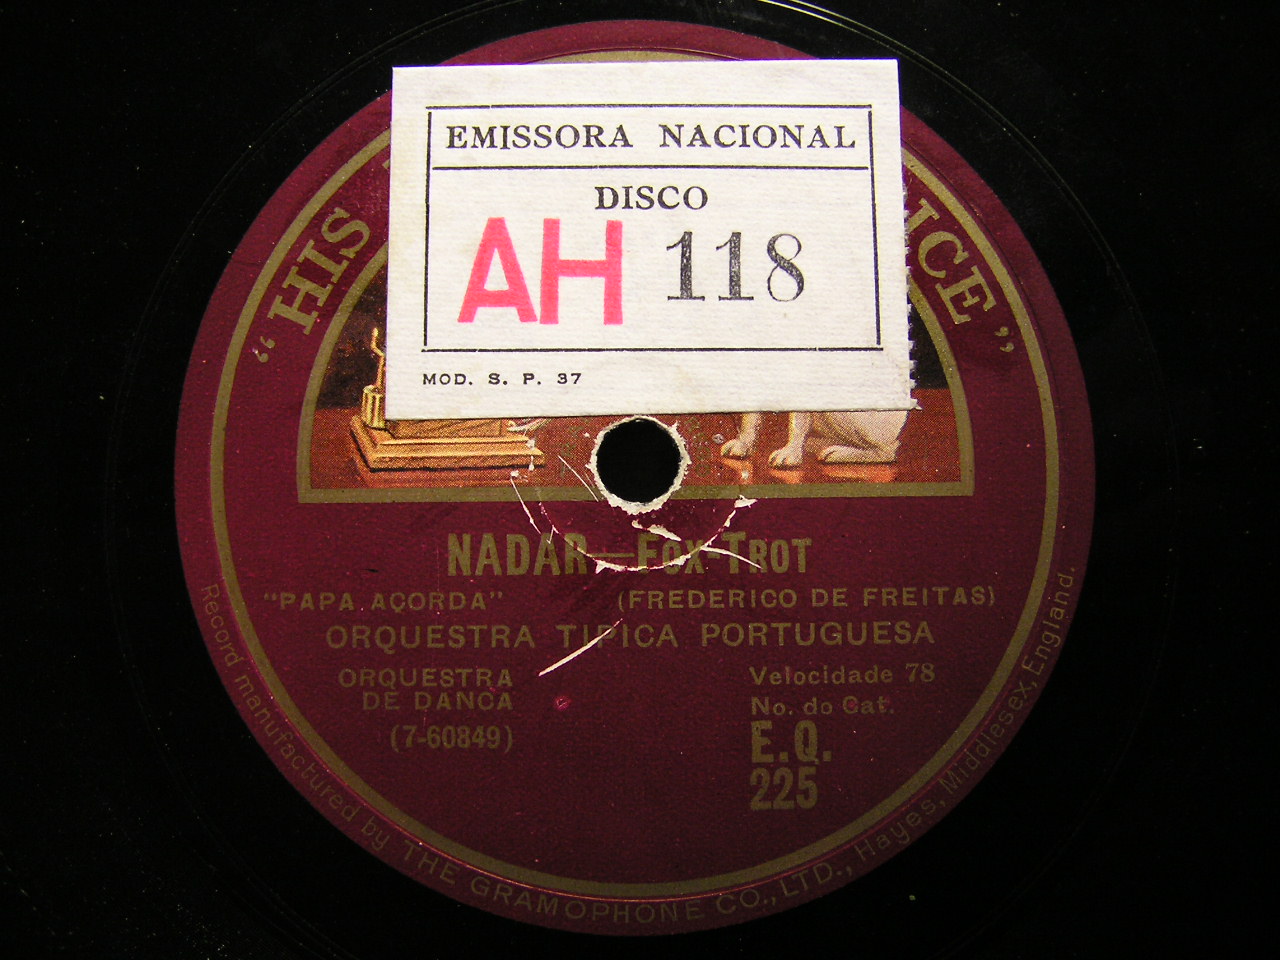 EMISSORA NACIONAL
DISCO
AH 118
MOD. S. P. 37
"HIS
ICE"
NADAR—FOX-TROT
"PAPA AÇORDA" (FREDERICO DE FREITAS)
ORQUESTRA TIPICA PORTUGUESA
ORQUESTRA
DE DANCA
(7-60849)
Velocidade 78
No. do Cat.
E.Q.
225
Record manufactured by THE GRAMOPHONE CO., LTD., Hayes, Middlesex, England.